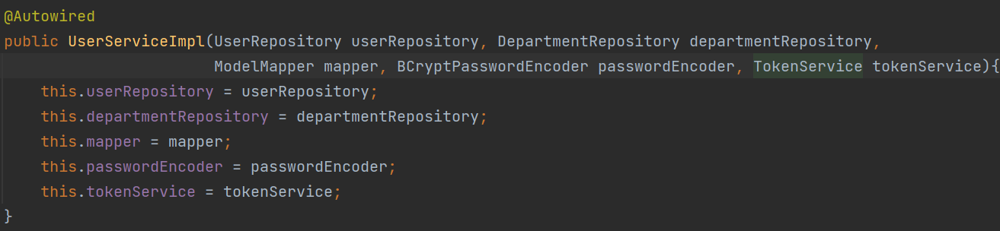 @Autowired
public UserServiceImpl(UserRepository userRepository, DepartmentRepository departmentRepository,
ModelMapper mapper, BCryptPasswordEncoder passwordEncoder, TokenService tokenService){
this.userRepository = userRepository;
this.departmentRepository = departmentRepository;
this.mapper = mapper;
this.passwordEncoder = passwordEncoder;
this.tokenService = tokenService;
}